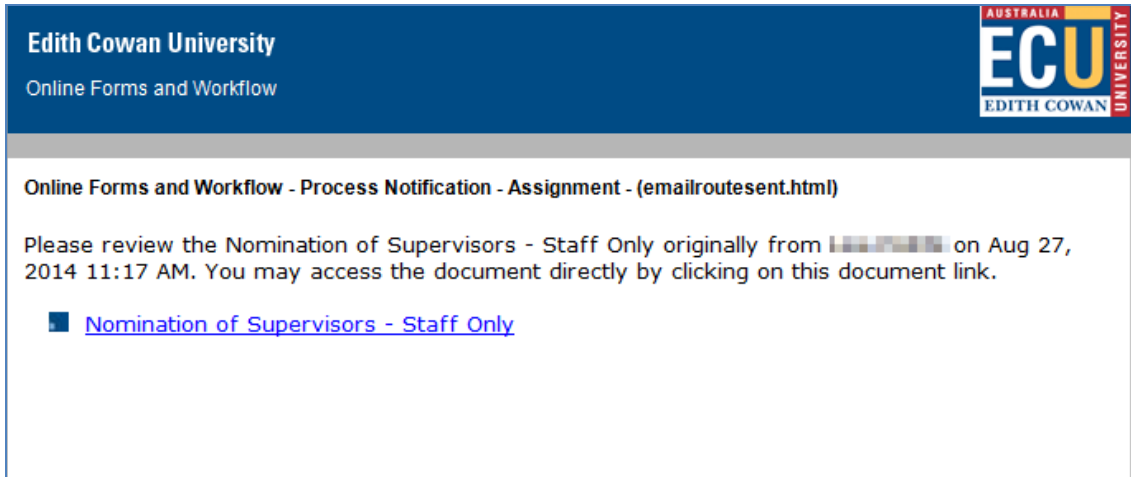 Edith Cowan University
Online Forms and Workflow
AUSTRALIA
ECU
EDITH COWAN
UNIVERSITY
Online Forms and Workflow - Process Notification - Assignment - (emailroutesent.html)
Please review the Nomination of Supervisors - Staff Only originally from on Aug 27,
2014 11:17 AM. You may access the document directly by clicking on this document link.
Nomination of Supervisors - Staff Only